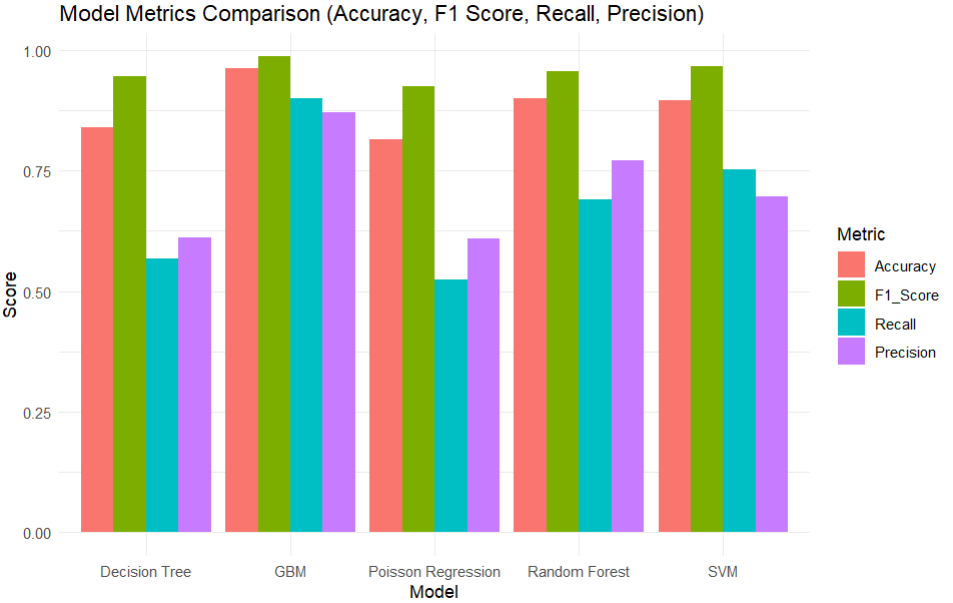 Model Metrics Comparison (Accuracy, F1 Score, Recall, Precision)
Score
1.00
0.75
0.50
0.25
0.00
Decision Tree
GBM
Poisson Regression
Random Forest
SVM
Model
Metric
Accuracy
F1_Score
Recall
Precision